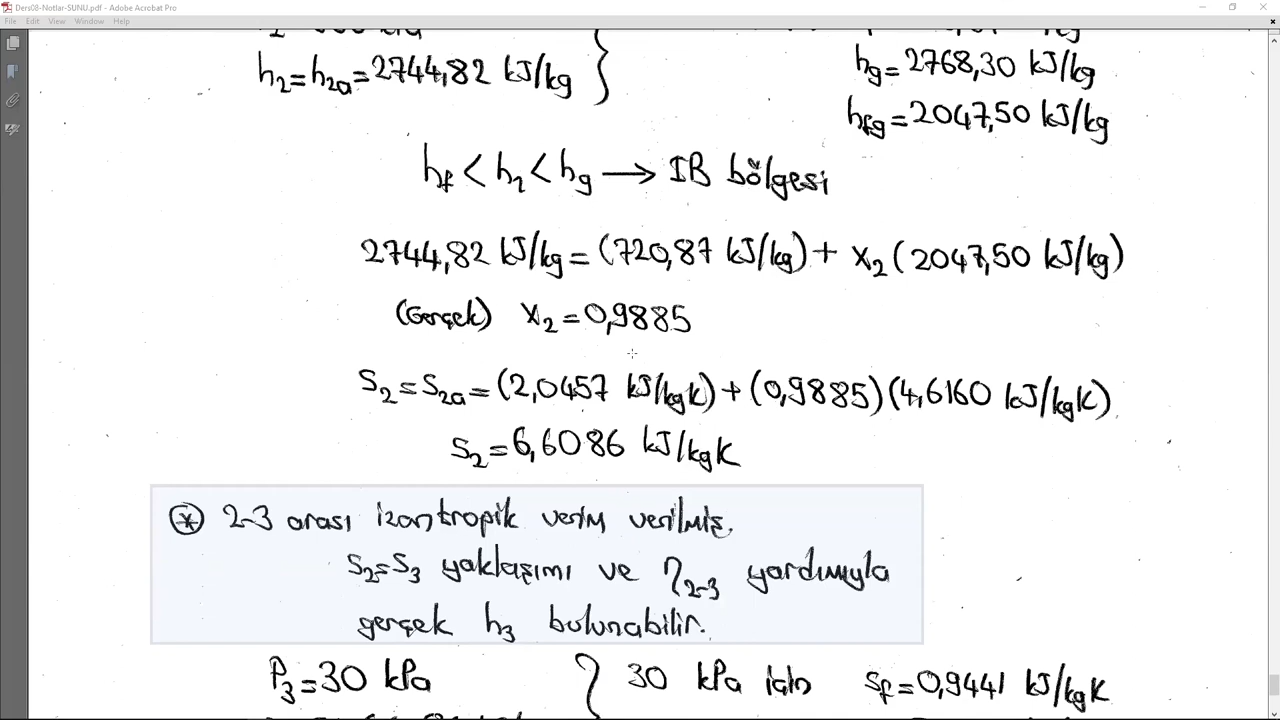 Ders08-Notlar-SUNU.pdf - Adobe Acrobat Pro
File Edit View Window Help
h2=h2a=2744,82 kJ/kg
hg=2768,30 kJ/kg
hfg=2047,50 kJ/kg
hf < h2 < hg → IB bölgesi
2744,82 kJ/kg=(720,87 kJ/kg)+ x2 (2047,50 kJ/kg)
(Gerçek) x2=0,9885
s2=s2a=(2,0457 kJ/kgK)+(0,9885)(4,6160 kJ/kgK)
s2=6,6086 kJ/kgK
* 2-3 arası izantropik verim verilmiş.
s2=s3 yaklaşımı ve η2-3 yardımıyla
gerçek h3 bulunabilir.
P3=30 kPa } 30 kPa için sf=0,9441 kJ/kgK